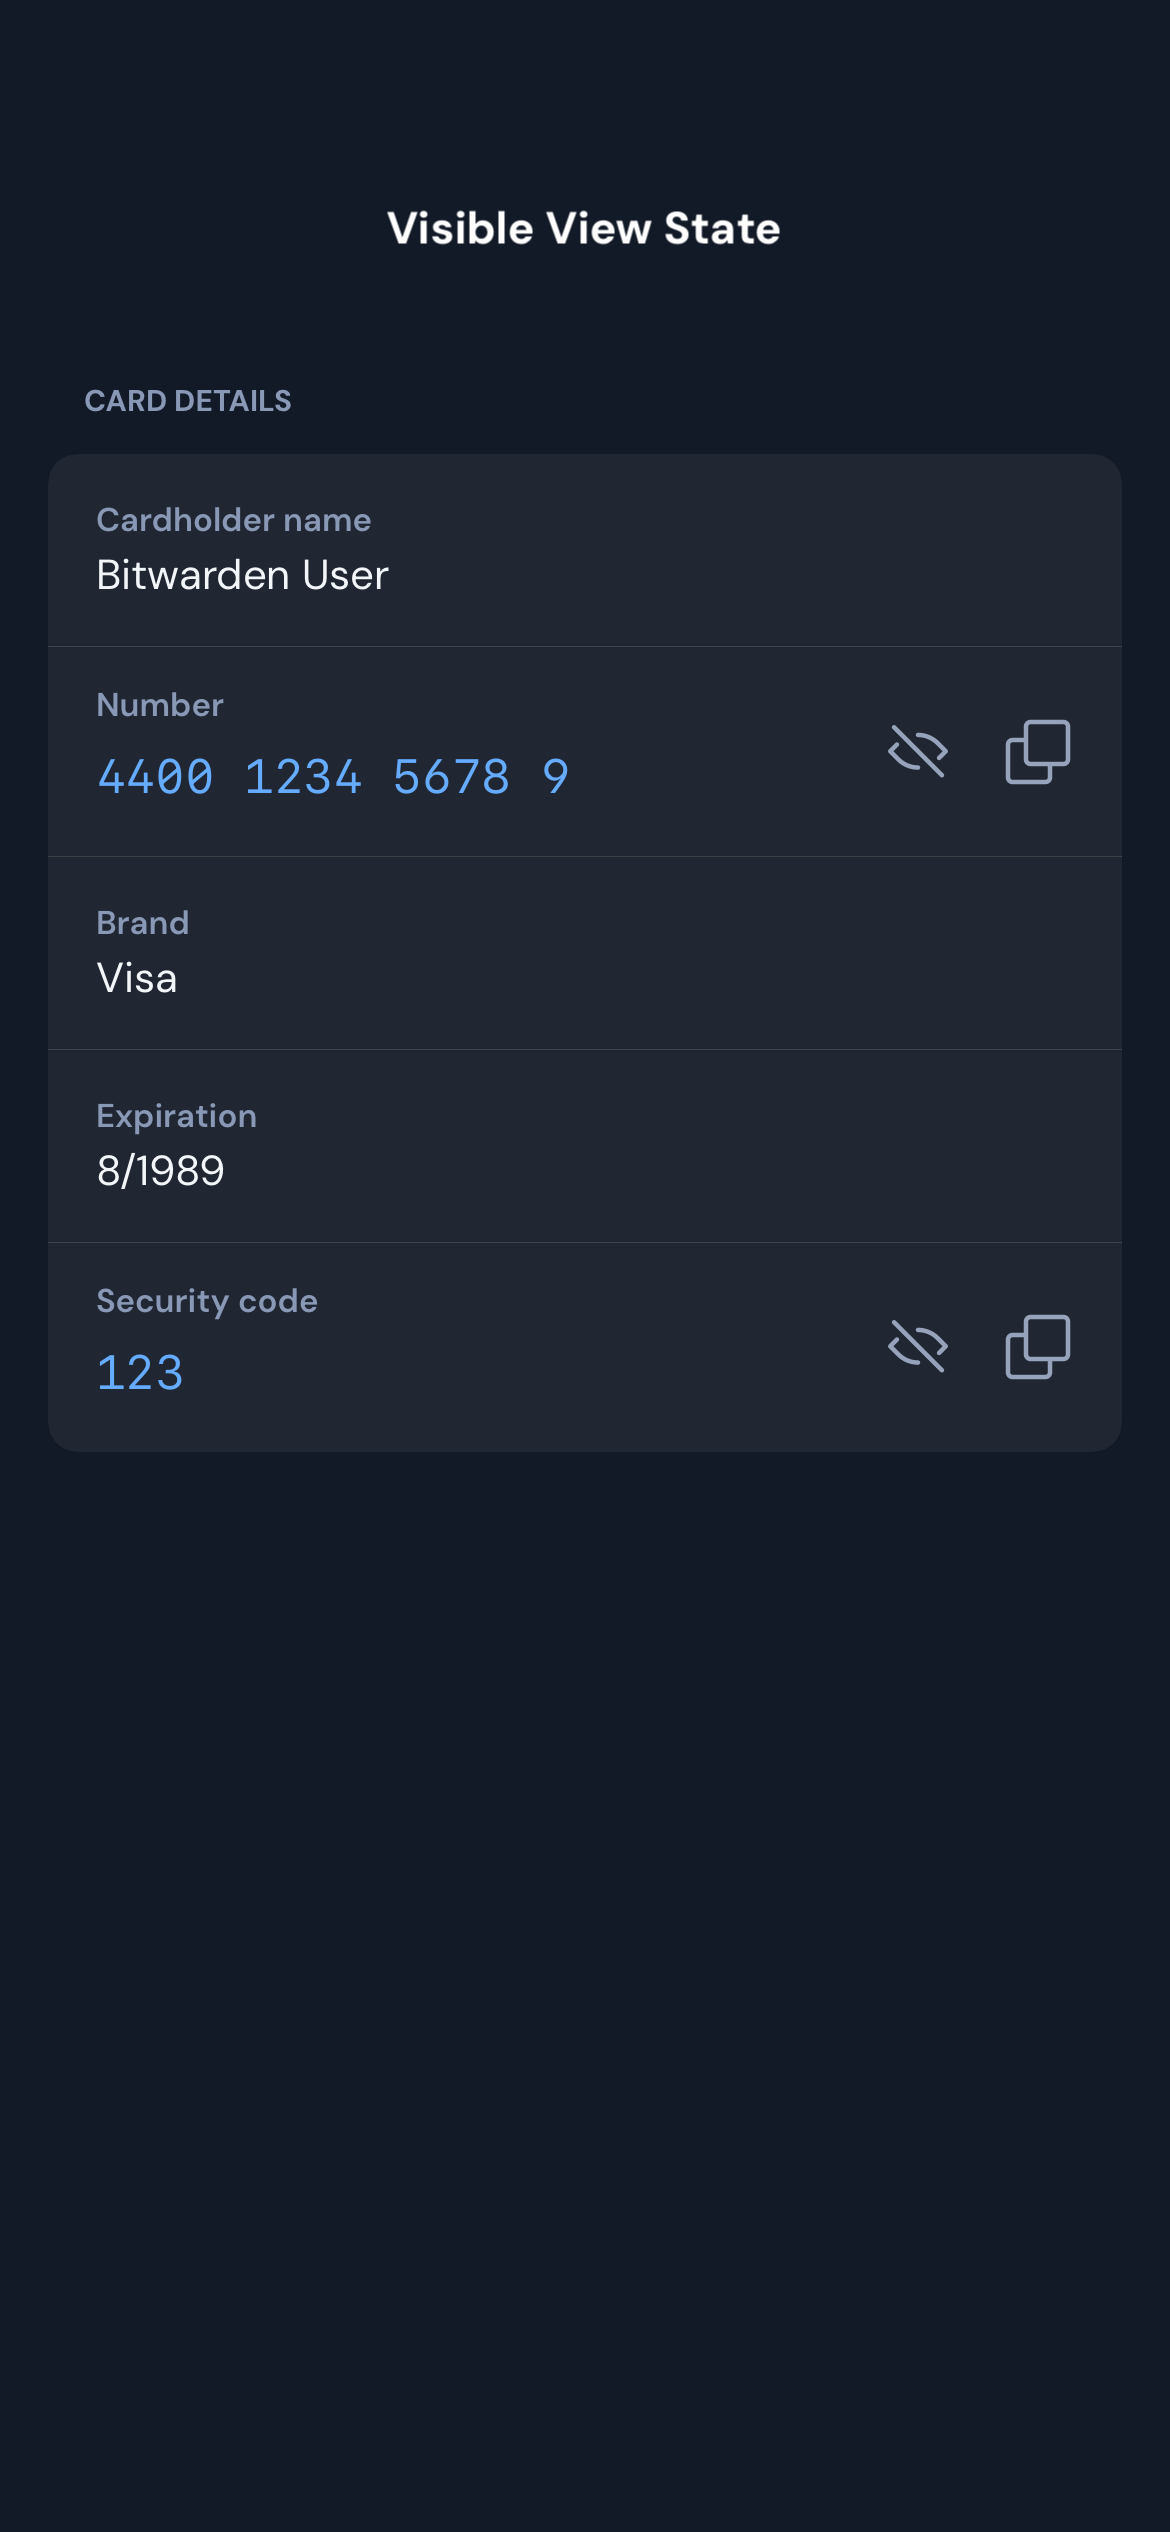 Visible View State
CARD DETAILS
Cardholder name
Bitwarden User
Number
4400 1234 5678 9
Brand
Visa
Expiration
8/1989
Security code
123